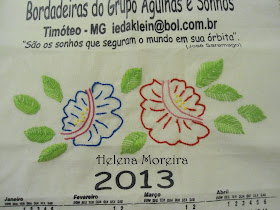 Bordadeiras do Grupo Agulhas e Sonhos
Timóteo - MG iedaklein@bol.com.br
"São os sonhos que seguram o mundo em sua órbita".
(José Saramago)
Helena Moreira
2013
Janeiro Fevereiro Março Abril